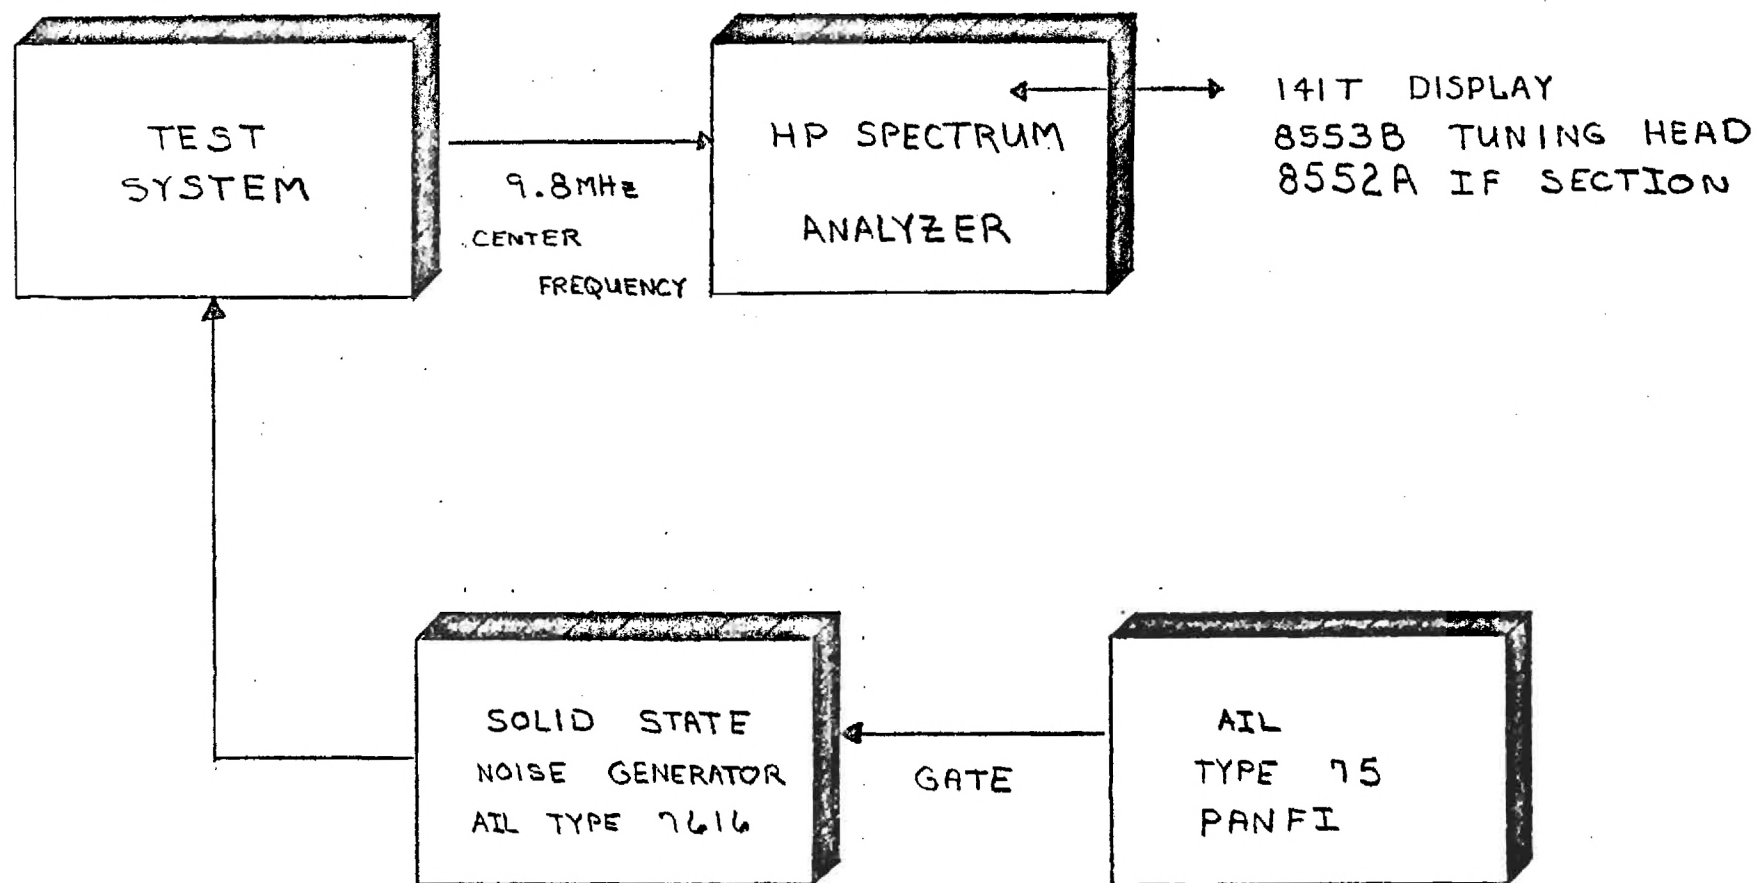 TEST
SYSTEM
9.8MHz
CENTER
FREQUENCY
HP SPECTRUM
ANALYZER
141T DISPLAY
8553B TUNING HEAD
8552A IF SECTION
SOLID STATE
NOISE GENERATOR
AIL TYPE 7616
GATE
AIL
TYPE 75
PANFI